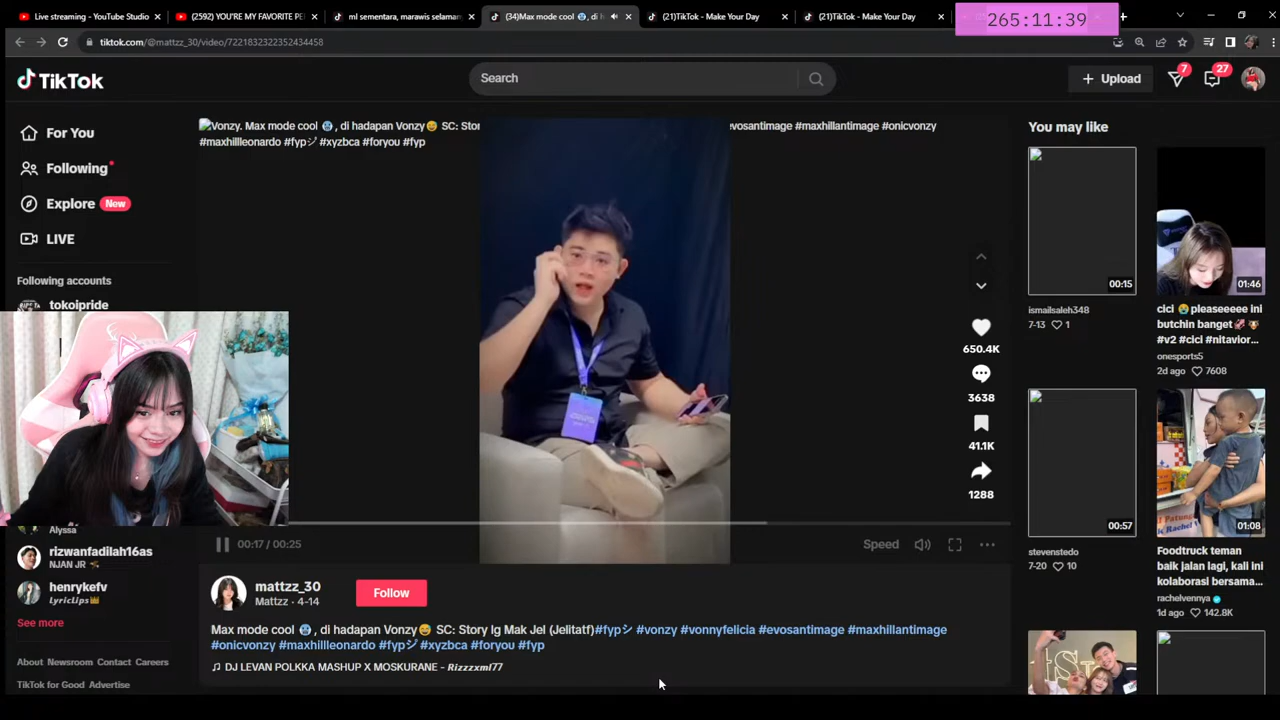 Live streaming - YouTube Studio
(2592) YOU'RE MY FAVORITE PE
ml sementara, marawis selaman
(34)Max mode cool 🥶, di h
(21)TikTok - Make Your Day
(21)TikTok - Make Your Day
265:11:39
tiktok.com/@mattzz_30/video/7221832322352434458
TikTok
Search
Upload
7
27
For You
Following
Explore New
LIVE
Following accounts
tokoipride
Alyssa
rizwanfadilah16as
NJAN JR
henrykefv
LyricLips👑
See more
About Newsroom Contact Careers
TikTok for Good Advertise
Vonzy. Max mode cool 🥶, di hadapan Vonzy😅 SC: Stor
evosantimage #maxhillantimage #onicvonzy
#maxhillleonardo #fypシ #xyzbca #foryou #fyp
650.4K
3638
41.1K
1288
00:17 / 00:25
Speed
mattzz_30
Mattzz · 4-14
Follow
Max mode cool 🥶, di hadapan Vonzy😅 SC: Story Ig Mak Jel (Jelitatf)#fypシ #vonzy #vonnyfelicia #evosantimage #maxhillantimage
#onicvonzy #maxhillleonardo #fypシ #xyzbca #foryou #fyp
♫ DJ LEVAN POLKKA MASHUP X MOSKURANE - Rizzzxml77
You may like
00:15
ismailsaleh348
7-13 ♡ 1
01:46
cici 😭pleaseeeee ini
butchin banget
#v2 #cici #nitavior...
onesports5
2d ago ♡ 7608
00:57
stevenstedo
7-20 ♡ 10
01:08
Foodtruck teman
baik jalan lagi, kali ini
kolaborasi bersama...
rachelvennya
1d ago ♡ 142.8K